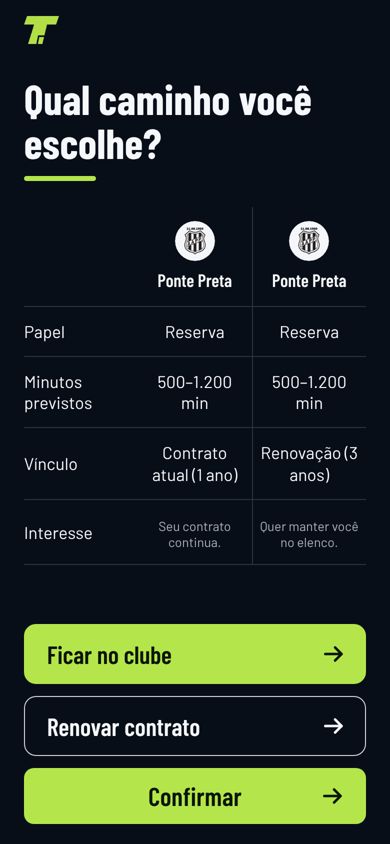 Qual caminho você
escolhe?
Ponte Preta
Ponte Preta
Papel
Reserva
Reserva
Minutos
previstos
500–1.200
min
500–1.200
min
Vínculo
Contrato
atual (1 ano)
Renovação (3
anos)
Interesse
Seu contrato
continua.
Quer manter você
no elenco.
Ficar no clube
Renovar contrato
Confirmar